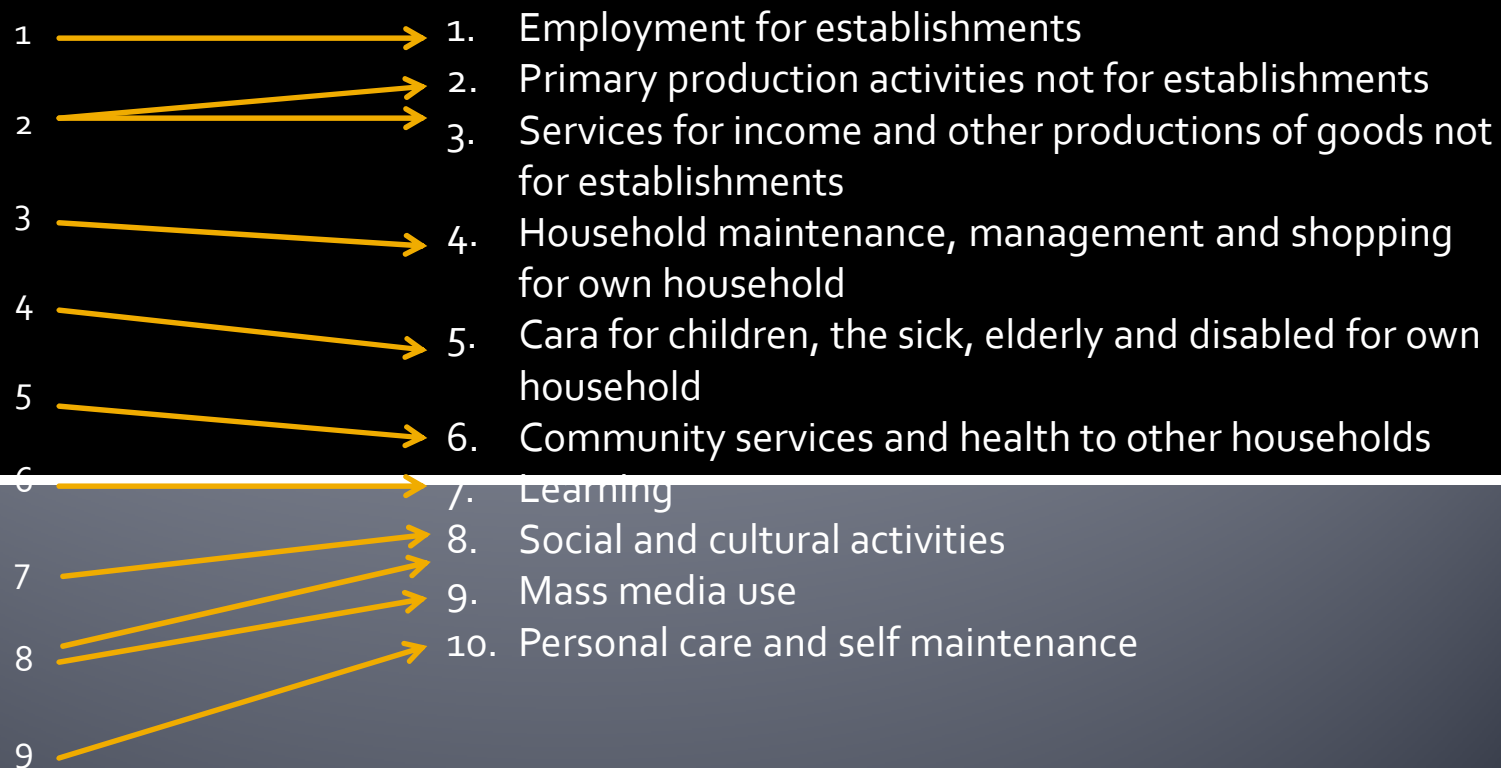 1
1. Employment for establishments
2. Primary production activities not for establishments
2
3. Services for income and other productions of goods not
for establishments
3
4. Household maintenance, management and shopping
for own household
4
5. Cara for children, the sick, elderly and disabled for own
household
5
6. Community services and health to other households
6
7. Learning
8. Social and cultural activities
7
9. Mass media use
10. Personal care and self maintenance
8
9